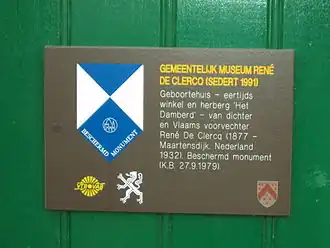 GEMEENTELIJK MUSEUM RENÉ
DE CLERCQ (SEDERT 1991)
Geboortehuis - eertijds
winkel en herberg 'Het
Damberd' - van dichter
en Vlaams voorvechter
René De Clercq (1877 -
Maartensdijk, Nederland
1932). Beschermd monument
(K.B. 27.9.1979).
BESCHERMD MONUMENT